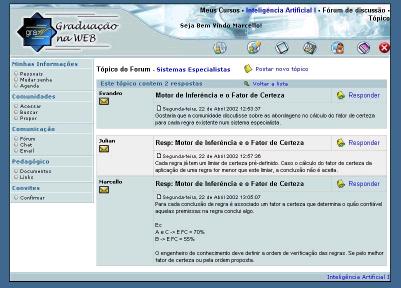 Meus Cursos • Inteligência Artificial I • Fórum de discussão •
Tópico
Graduação
na WEB
Seja Bem Vindo Marcello!
Minhas Informações
Pessoais
Mudar senha
Agenda
Comunidades
Acessar
Buscar
Propor
Comunicação
Fórum
Chat
Email
Pedagógico
Documentos
Links
Convites
Confirmar
Tópico do Forum - Sistemas Especialistas
Postar novo tópico
Este tópico contem 2 respostas
Voltar a lista
Evandro
Motor de Inferência e o Fator de Certeza
Responder
Segunda-feira, 22 de Abril 2002 12:53:37
Gostaria que a comunidade discutisse sobre as abordagens no cálculo do fator de certeza
para cada regra existente num sistema especialista.
Julian
Resp: Motor de Inferência e o Fator de Certeza
Responder
Segunda-feira, 22 de Abril 2002 12:57:36
Cada regra já tem um limiar de certeza pré-definido. Caso o cálculo do fator de certeza da
aplicação de uma regra for menor que este limiar, a conclusão não é aceita.
Marcello
Resp: Motor de Inferência e o Fator de Certeza
Responder
Segunda-feira, 22 de Abril 2002 13:05:07
Para cada conclusão de regra é associado um fator a certeza que determina o quão confiável
aquelas premissas na regra conclui algo.
Ex:
A e C -> EFC = 70%
B -> EFC = 55%
O engenheiro de conhecimento deve definir a ordem de verificação das regras. Se pelo melhor
fator de certeza ou pela ordem proposta.
Inteligência Artificial I